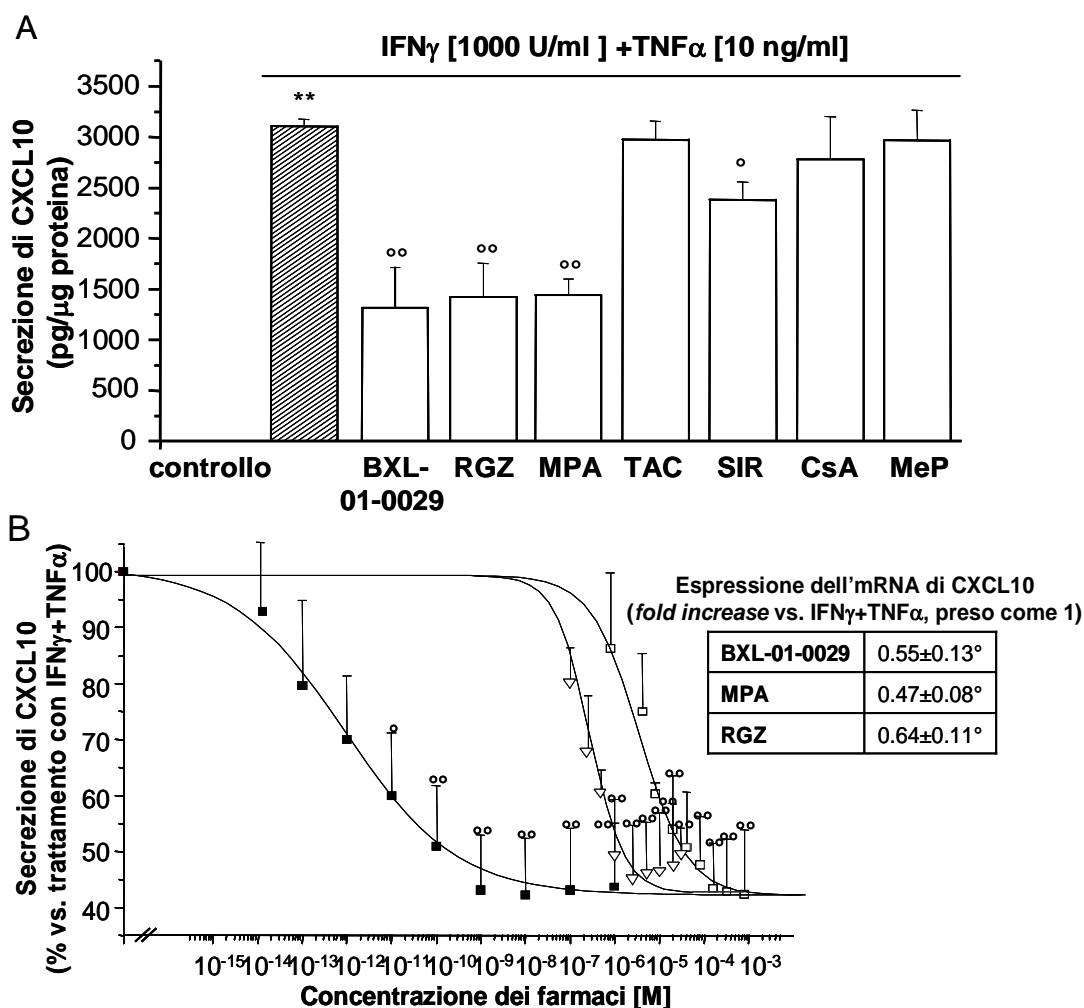 A
IFNγ [1000 U/ml ] +TNFα [10 ng/ml]
Secrezione di CXCL10
(pg/μg proteina)
3500
3000
2500
2000
1500
1000
500
0
**
°°
°°
°°
°
controllo
BXL-
01-0029
RGZ
MPA
TAC
SIR
CsA
MeP
B
Secrezione di CXCL10
(% vs. trattamento con IFNγ+TNFα)
100
90
80
70
60
50
40
10-15 10-14 10-13 10-12 10-11 10-10 10-9 10-8 10-7 10-6 10-5 10-4 10-3
Concentrazione dei farmaci [M]
Espressione dell'mRNA di CXCL10
(fold increase vs. IFNγ+TNFα, preso come 1)
BXL-01-0029 0.55±0.13°
MPA 0.47±0.08°
RGZ 0.64±0.11°